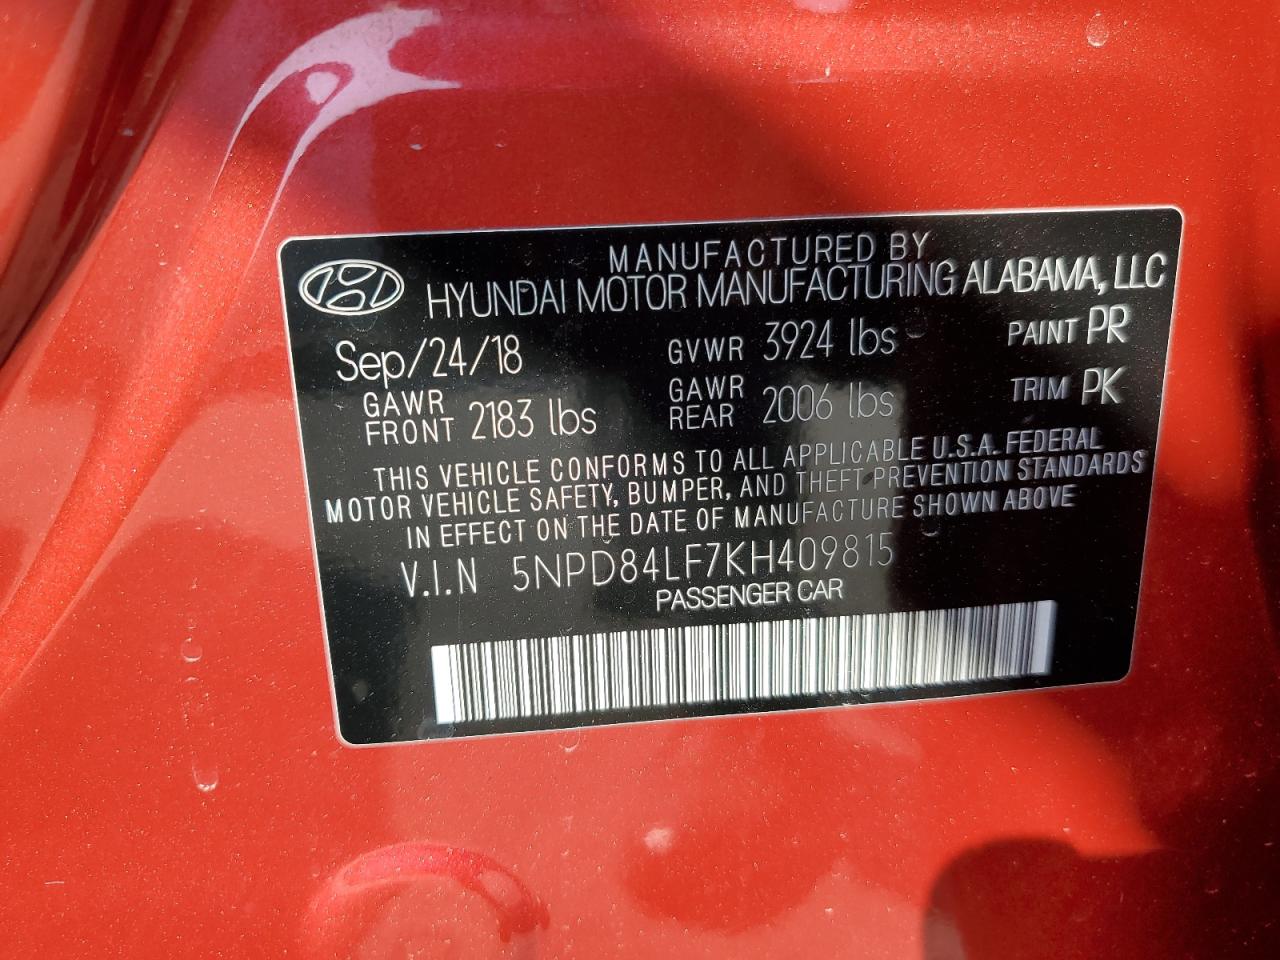 MANUFACTURED BY
HYUNDAI MOTOR MANUFACTURING ALABAMA, LLC
Sep/24/18 GVWR 3924 lbs PAINT PR
GAWR FRONT 2183 lbs GAWR REAR 2006 lbs TRIM PK
THIS VEHICLE CONFORMS TO ALL APPLICABLE U.S.A. FEDERAL
MOTOR VEHICLE SAFETY, BUMPER, AND THEFT PREVENTION STANDARDS
IN EFFECT ON THE DATE OF MANUFACTURE SHOWN ABOVE
V.I.N 5NPD84LF7KH409815
PASSENGER CAR